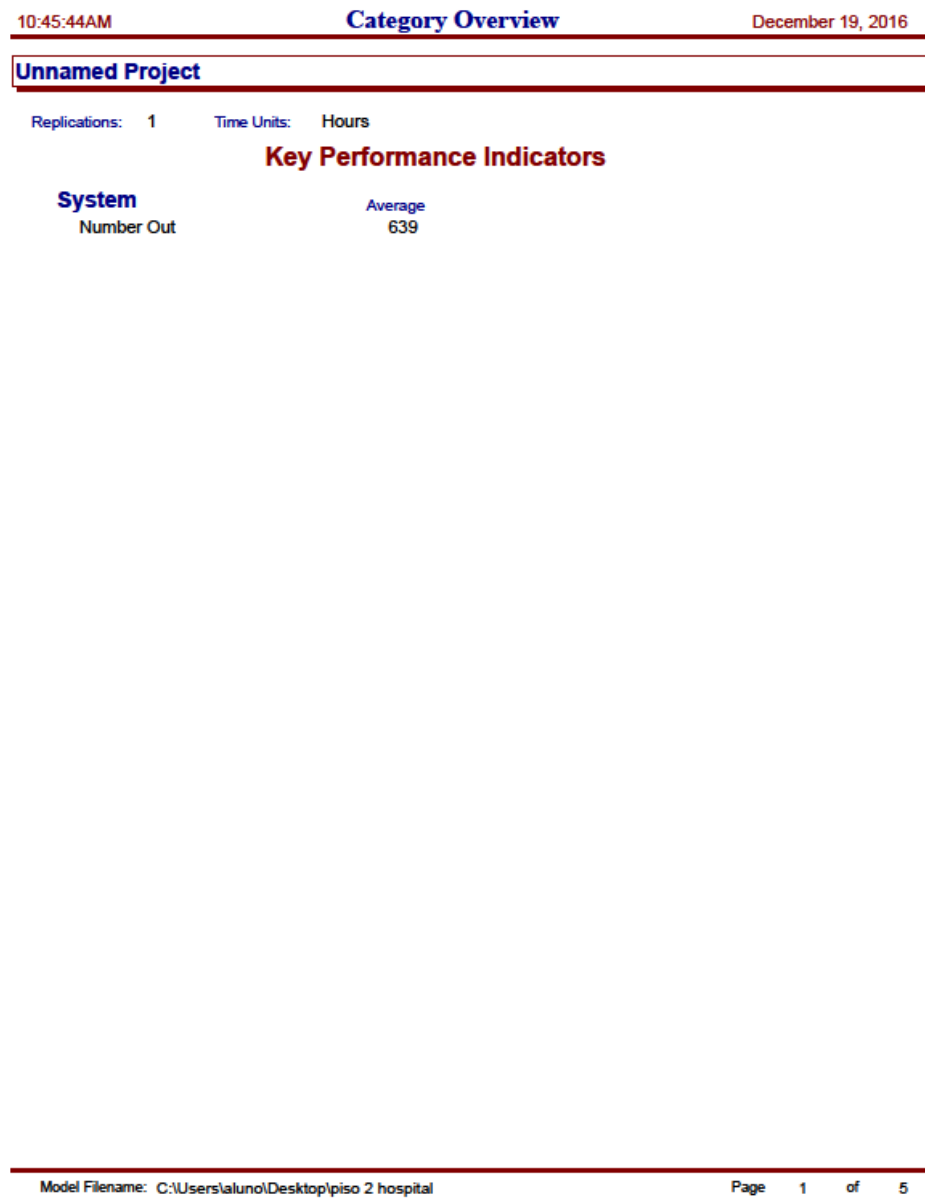 10:45:44AM Category Overview December 19, 2016
Unnamed Project
Replications: 1 Time Units: Hours
Key Performance Indicators
System Average
Number Out 639
Model Filename: C:\Users\aluno\Desktop\piso 2 hospital Page 1 of 5